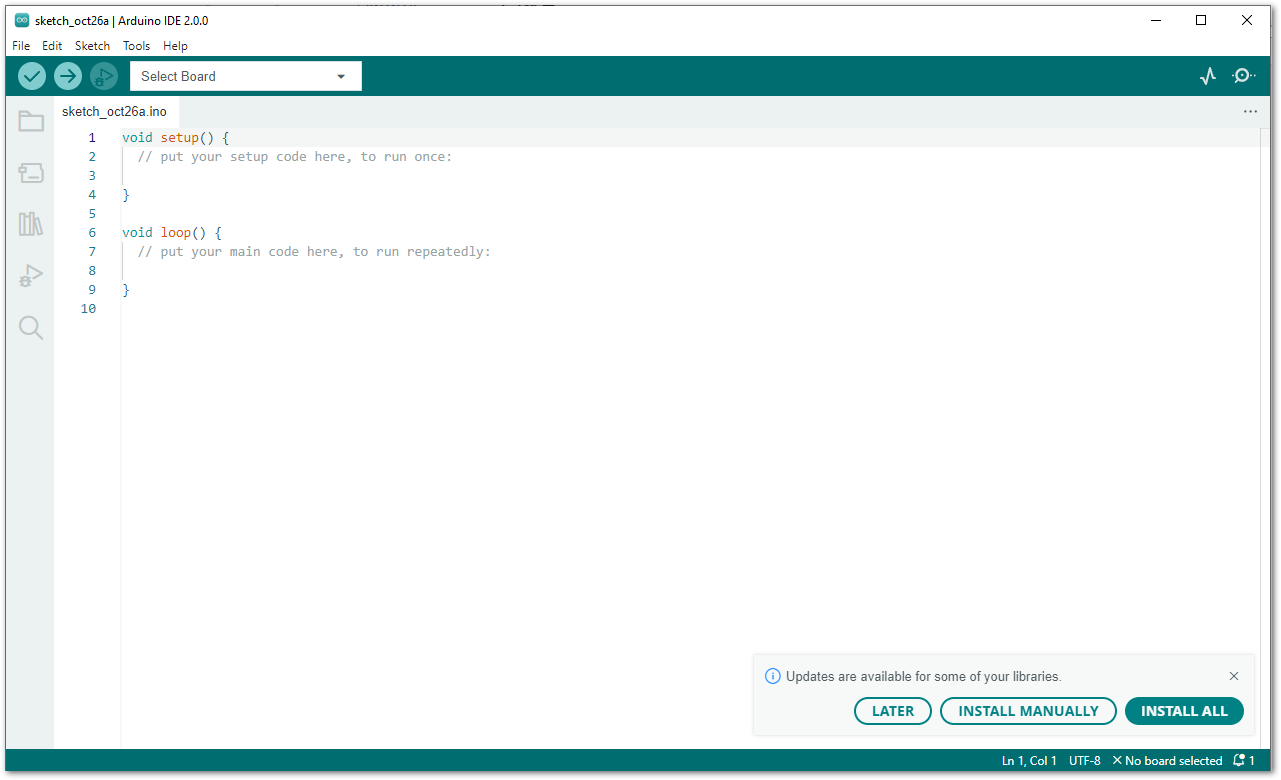 sketch_oct26a | Arduino IDE 2.0.0
File Edit Sketch Tools Help
Select Board
sketch_oct26a.ino
1 void setup() {
2 // put your setup code here, to run once:
3
4 }
5
6 void loop() {
7 // put your main code here, to run repeatedly:
8
9 }
10
Updates are available for some of your libraries.
LATER INSTALL MANUALLY INSTALL ALL
Ln 1, Col 1 UTF-8 No board selected 1